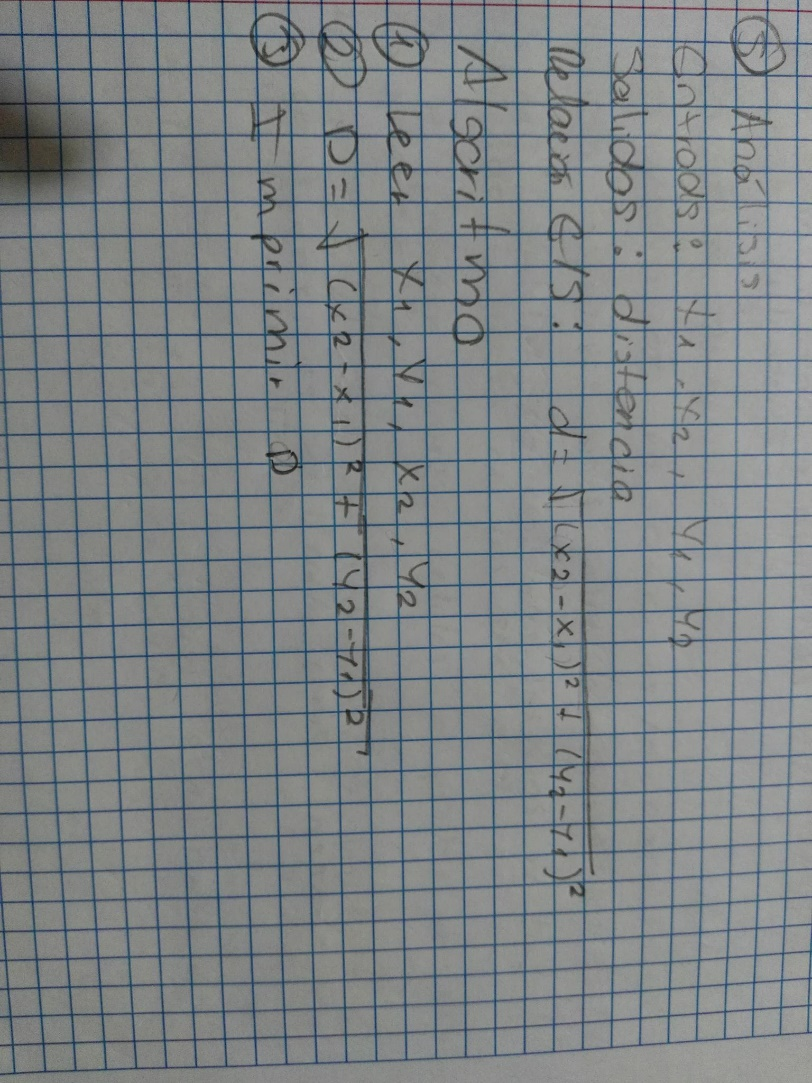 ⑤ Análisis
Entrads: x1, x2, y1, y2
Salidas: distancia
Relación E/S: d = √(x2 - x1)² + (y2 - y1)²
Algoritmo
① Leer x1, y1, x2, y2
② D = √(x2 - x1)² + (y2 - y1)²
③ Imprimir D